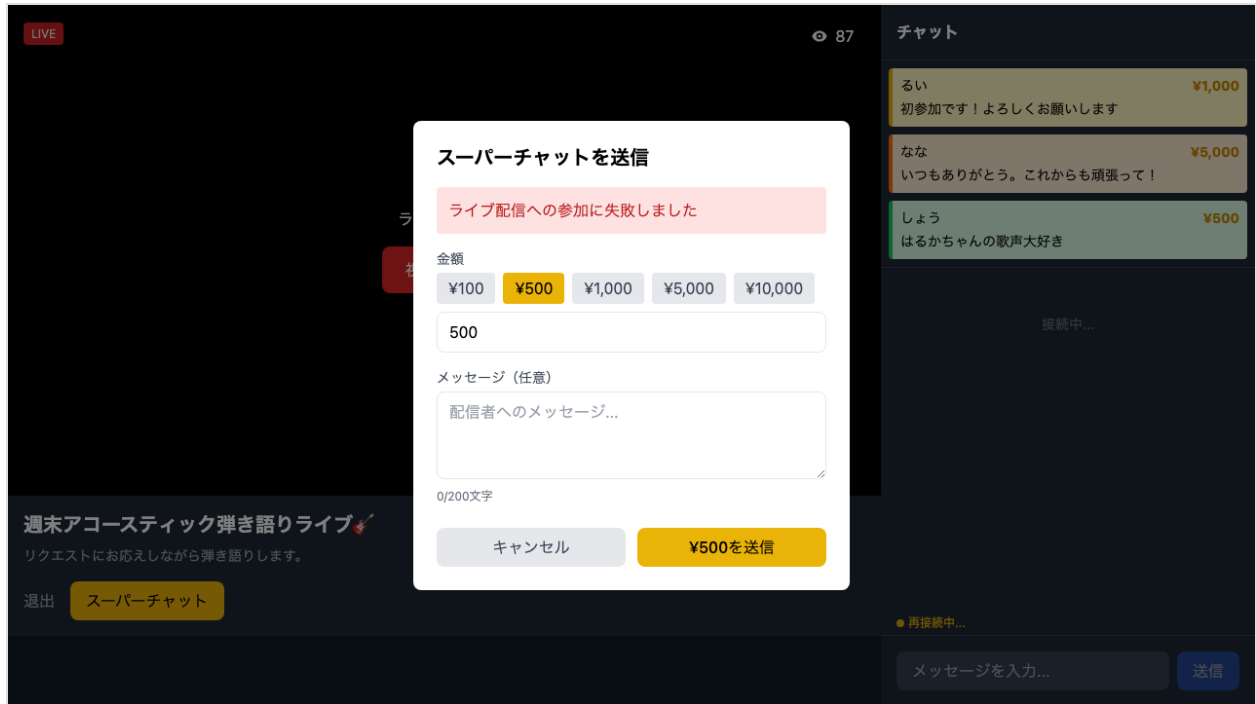 LIVE
87
ラ
スーパーチャットを送信
ライブ配信への参加に失敗しました
金額
¥100
¥500
¥1,000
¥5,000
¥10,000
500
メッセージ（任意）
配信者へのメッセージ...
0/200文字
キャンセル
¥500を送信
週末アコースティック弾き語りライブ🎸
リクエストにお応えしながら弾き語りします。
退出
スーパーチャット
チャット
るい
¥1,000
初参加です！よろしくお願いします
なな
¥5,000
いつもありがとう。これからも頑張って！
しょう
¥500
はるかちゃんの歌声大好き
接続中...
再接続中...
メッセージを入力...
送信